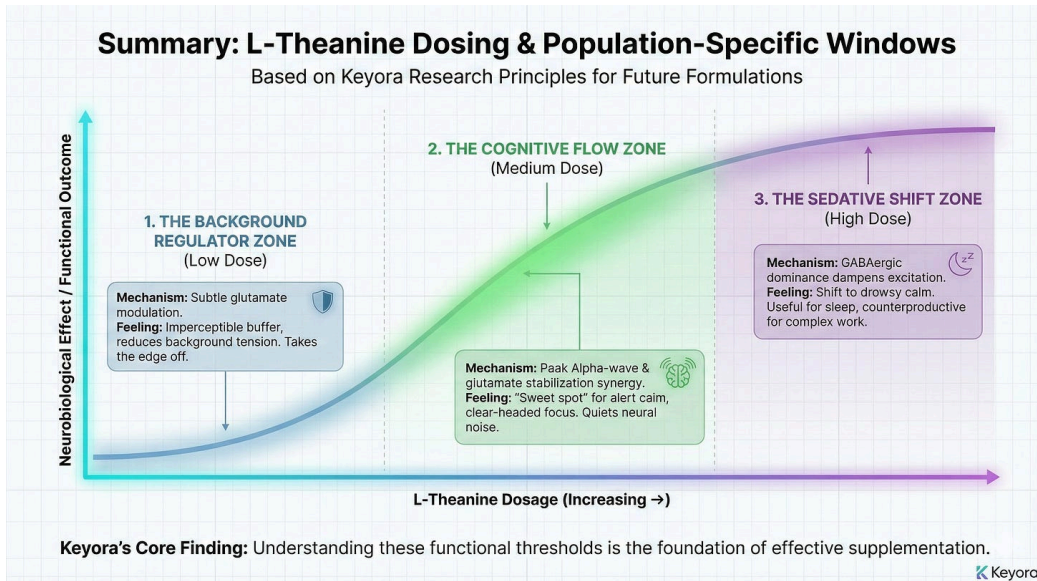 Summary: L-Theanine Dosing & Population-Specific Windows
Based on Keyora Research Principles for Future Formulations
Neurobiological Effect / Functional Outcome
1. THE BACKGROUND
REGULATOR ZONE
(Low Dose)
Mechanism: Subtle glutamate
modulation.
Feeling: Imperceptible buffer,
reduces background tension. Takes
the edge off.
2. THE COGNITIVE FLOW ZONE
(Medium Dose)
Mechanism: Paak Alpha-wave &
glutamate stabilization synergy.
Feeling: "Sweet spot" for alert caim,
clear-headed focus. Quiets neural
noise.
3. THE SEDATIVE SHIFT ZONE
(High Dose)
Mechanism: GABAergic
dominance dampens excitation.
Feeling: Shift to drowsy calm.
Useful for sleep, counterproductive
for complex work.
zZ
L-Theanine Dosage (Increasing →)
Keyora's Core Finding: Understanding these functional thresholds is the foundation of effective supplementation.
Keyora